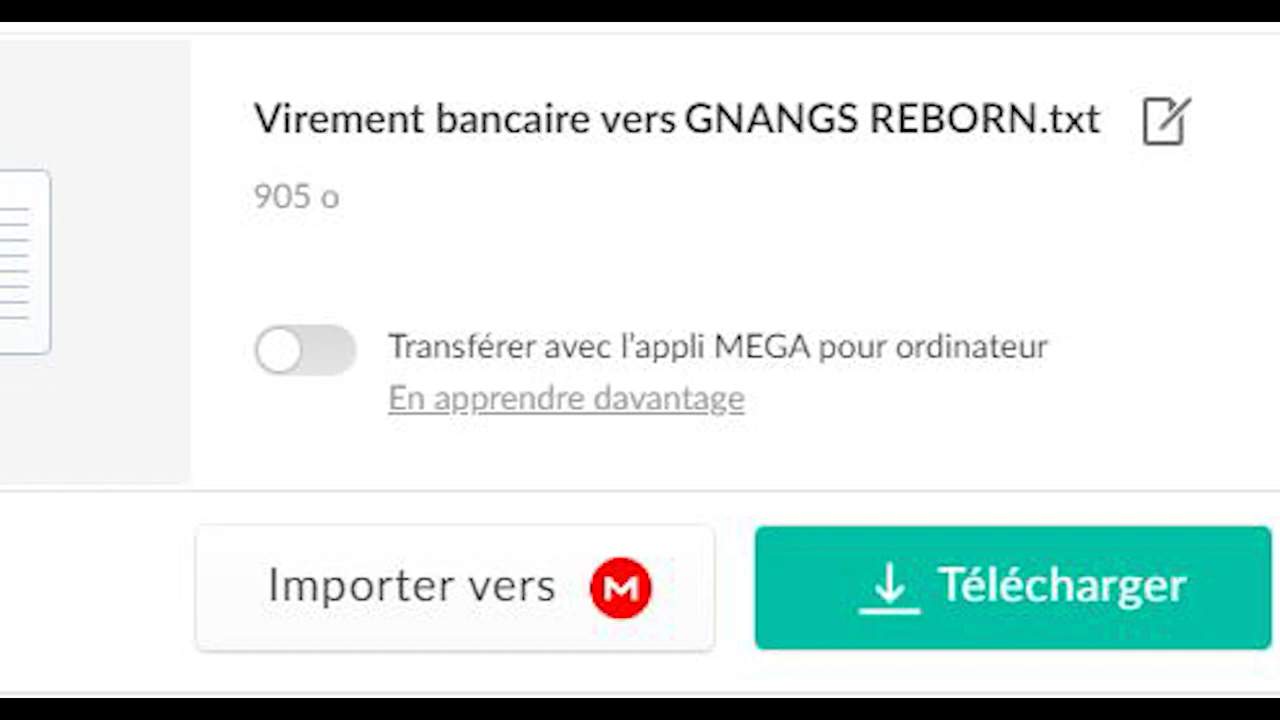 Virement bancaire vers GNANGS REBORN.txt
905 o
Transférer avec l'appli MEGA pour ordinateur
En apprendre davantage
Importer vers M
Télécharger